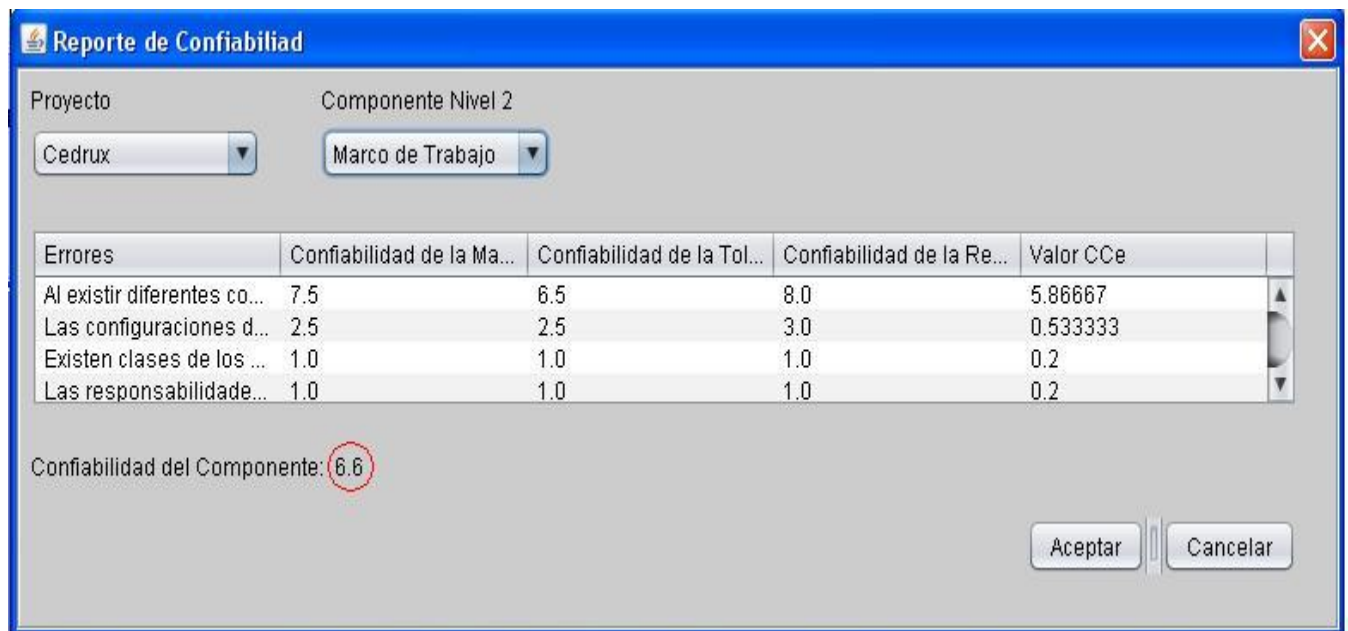 Reporte de Confiabiliad
Proyecto Componente Nivel 2
Cedrux Marco de Trabajo
Errores Confiabilidad de la Ma... Confiabilidad de la Tol... Confiabilidad de la Re... Valor CCe
Al existir diferentes co... 7.5 6.5 8.0 5.86667
Las configuraciones d... 2.5 2.5 3.0 0.533333
Existen clases de los ... 1.0 1.0 1.0 0.2
Las responsabilidade... 1.0 1.0 1.0 0.2
Confiabilidad del Componente: 6.6
Aceptar Cancelar